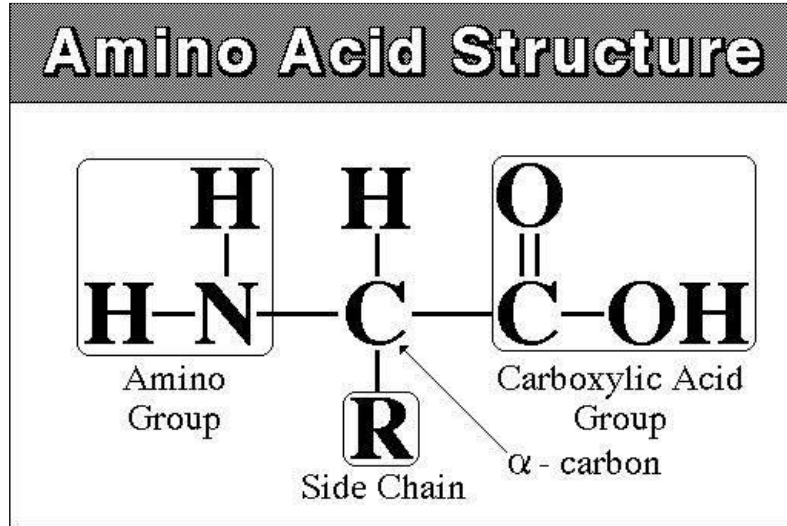 Amino Acid Structure
H H O
H N C C OH
Amino
Group
R
Side Chain
Carboxylic Acid
Group
α - carbon